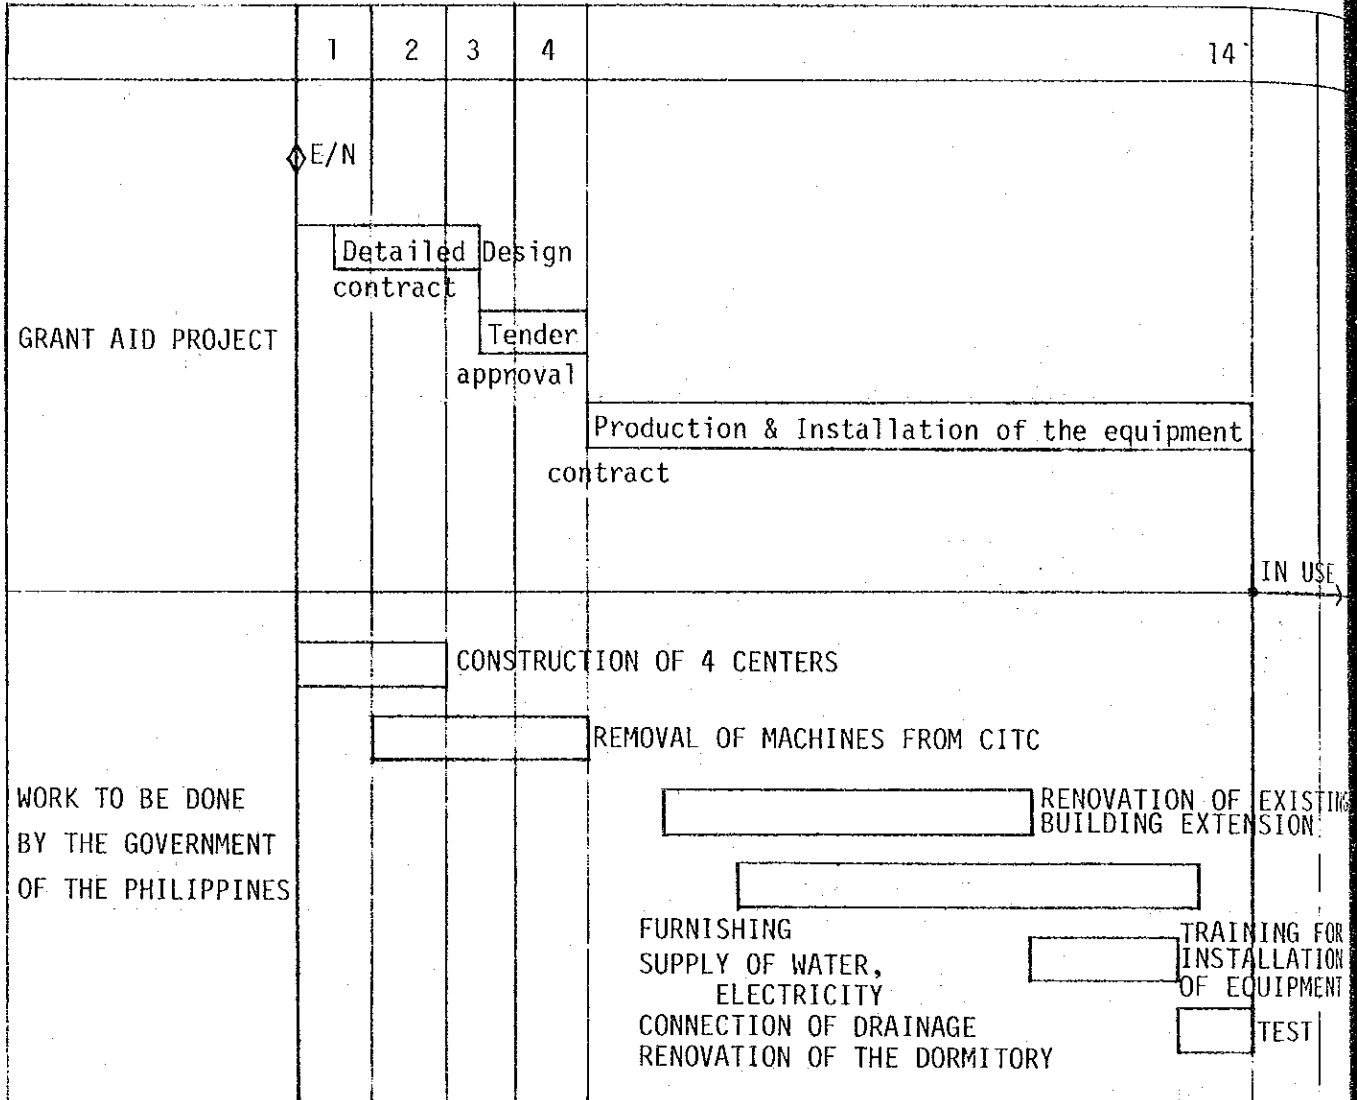 1 2 3 4 14
E/N
Detailed Design
contract
GRANT AID PROJECT
Tender
approval
Production & Installation of the equipment
contract
IN USE
CONSTRUCTION OF 4 CENTERS
REMOVAL OF MACHINES FROM CITC
WORK TO BE DONE
BY THE GOVERNMENT
OF THE PHILIPPINES
RENOVATION OF EXISTING
BUILDING EXTENSION
FURNISHING
SUPPLY OF WATER,
ELECTRICITY
CONNECTION OF DRAINAGE
RENOVATION OF THE DORMITORY
TRAINING FOR
INSTALLATION
OF EQUIPMENT
TEST